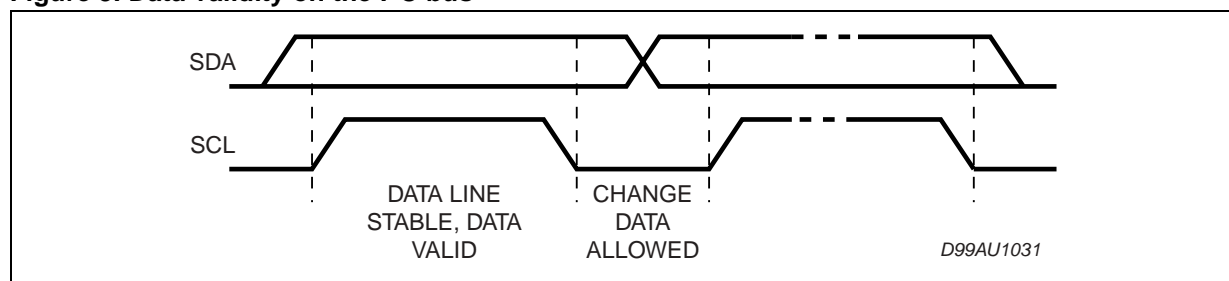 SDA
SCL
DATA LINE
STABLE, DATA
VALID
CHANGE
DATA
ALLOWED
D99AU1031